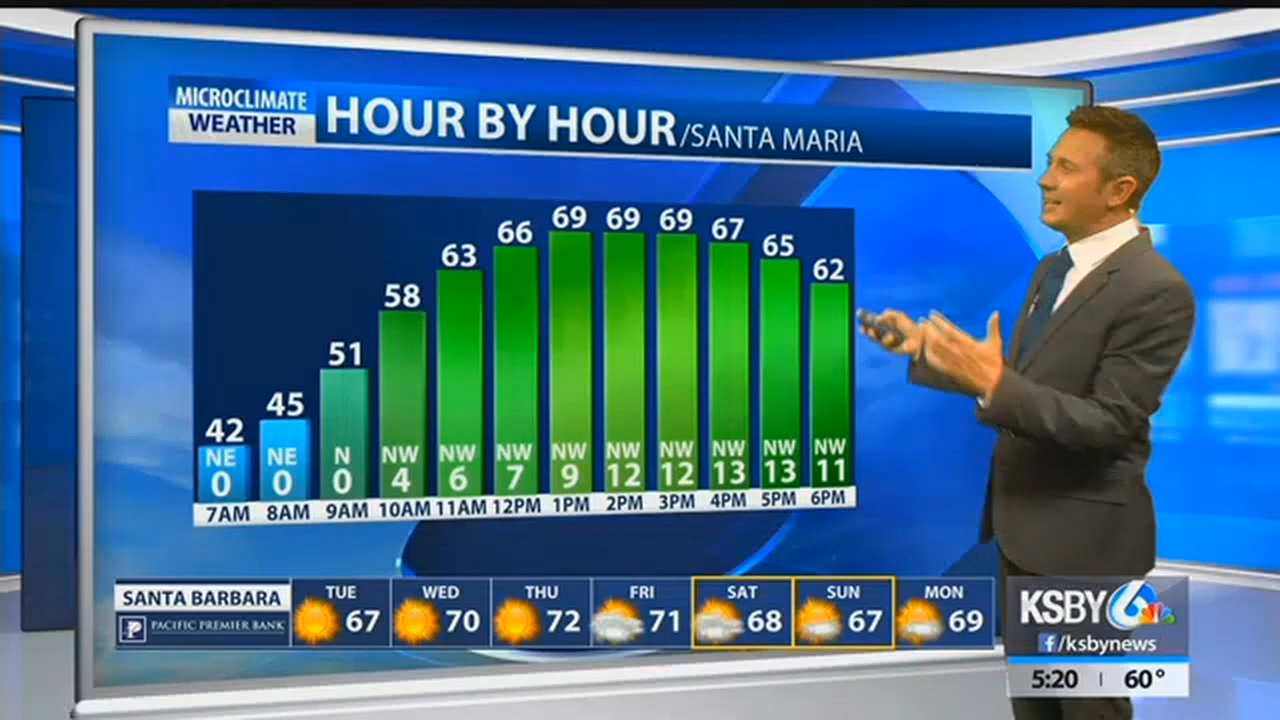 MICROCLIMATE
WEATHER
HOUR BY HOUR/SANTA MARIA
42 45 51 58 63 66 69 69 69 67 65 62
NE NE N NW NW NW NW NW NW NW NW NW
0 0 0 4 6 7 9 12 12 13 13 11
7AM 8AM 9AM 10AM 11AM 12PM 1PM 2PM 3PM 4PM 5PM 6PM
SANTA BARBARA
PACIFIC PREMIER BANK
TUE WED THU FRI SAT SUN MON
67 70 72 71 68 67 69
KSBY6
f/ksbynews
5:20 | 60°